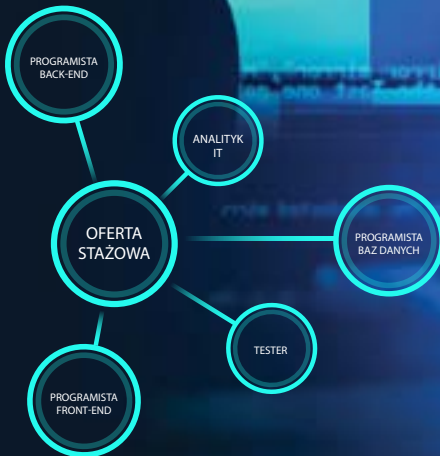 PROGRAMISTA
BACK-END
ANALITYK
IT
OFERTA
STAŻOWA
PROGRAMISTA
BAZ DANYCH
TESTER
PROGRAMISTA
FRONT-END